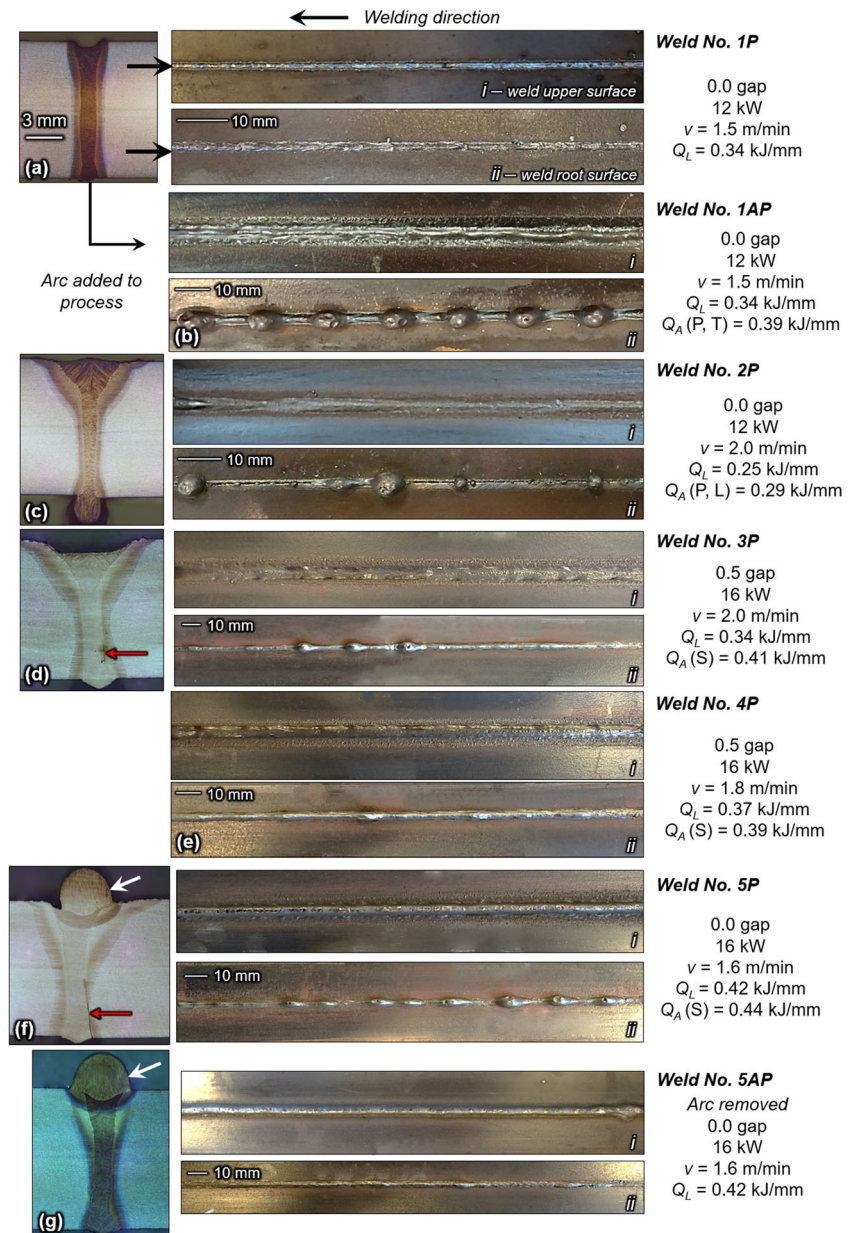 Welding direction
Weld No. 1P
0.0 gap
12 kW
v = 1.5 m/min
Q_L = 0.34 kJ/mm
3 mm
(a)
i – weld upper surface
10 mm
ii – weld root surface
Arc added to
process
Weld No. 1AP
0.0 gap
12 kW
v = 1.5 m/min
Q_L = 0.34 kJ/mm
Q_A (P, T) = 0.39 kJ/mm
i
10 mm
(b)
ii
Weld No. 2P
0.0 gap
12 kW
v = 2.0 m/min
Q_L = 0.25 kJ/mm
Q_A (P, L) = 0.29 kJ/mm
(c)
i
10 mm
ii
Weld No. 3P
0.5 gap
16 kW
v = 2.0 m/min
Q_L = 0.34 kJ/mm
Q_A (S) = 0.41 kJ/mm
(d)
i
10 mm
ii
Weld No. 4P
0.5 gap
16 kW
v = 1.8 m/min
Q_L = 0.37 kJ/mm
Q_A (S) = 0.39 kJ/mm
i
10 mm
(e)
ii
Weld No. 5P
0.0 gap
16 kW
v = 1.6 m/min
Q_L = 0.42 kJ/mm
Q_A (S) = 0.44 kJ/mm
(f)
i
10 mm
ii
Weld No. 5AP
Arc removed
0.0 gap
16 kW
v = 1.6 m/min
Q_L = 0.42 kJ/mm
(g)
i
10 mm
ii